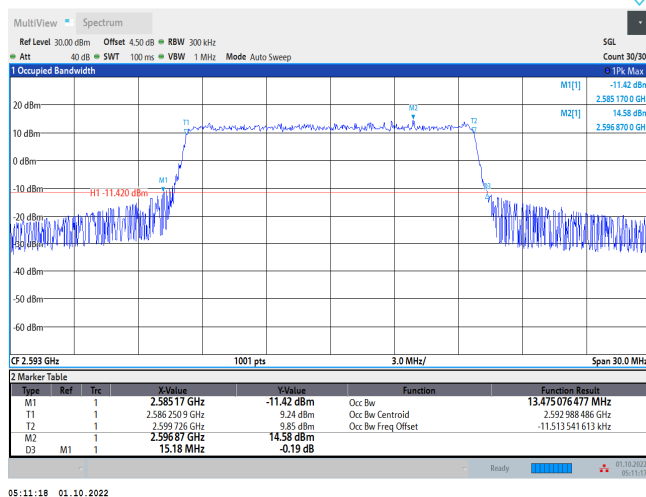 MultiView Spectrum
Ref Level 30.00 dBm Offset 4.50 dB RBW 300 kHz SGL
Att 40 dB SWT 100 ms VBW 1 MHz Mode Auto Sweep Count 30/30
1 Occupied Bandwidth 1Pk Max
M1[1] -11.42 dBm
2.585 170 0 GH
M2[1] 14.58 dBm
2.596 870 0 GH
20 dBm
M2
T1 T2
10 dBm
0 dBm
M1
-10 dBm
H1 -11.420 dBm
-20 dBm
-30 dBm
-40 dBm
-50 dBm
-60 dBm
CF 2.593 GHz 1001 pts 3.0 MHz/ Span 30.0 MHz
2 Marker Table
Type Ref Trc X-Value Y-Value Function Function Result
M1 1 2.585 17 GHz -11.42 dBm Occ Bw 13.475 076 477 MHz
T1 1 2.586 250 9 GHz 9.24 dBm Occ Bw Centroid 2.592 988 486 GHz
T2 1 2.599 726 GHz 9.85 dBm Occ Bw Freq Offset -11.513 541 613 kHz
M2 1 2.596 87 GHz 14.58 dBm
D3 M1 1 15.18 MHz -0.19 dB
Ready 01.10.2022
05:11:17
05:11:18 01.10.2022